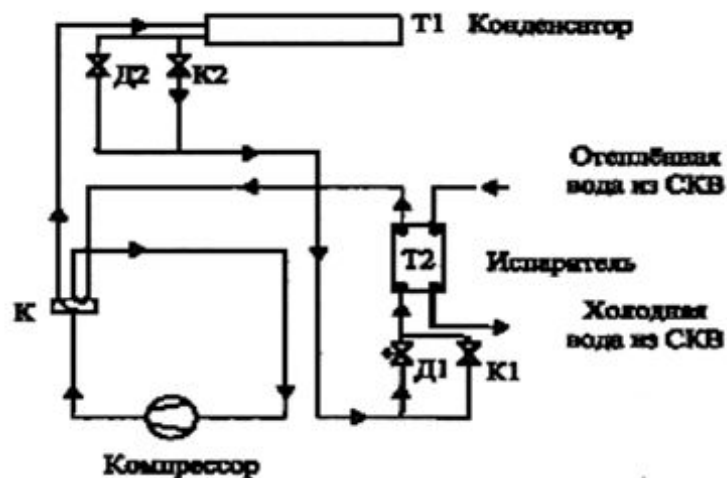 Т1 Конденсатор
Д2
К2
Отеплённая
вода из СКВ
Т2
Испаритель
К
Холодная
вода из СКВ
Д1
К1
Компрессор